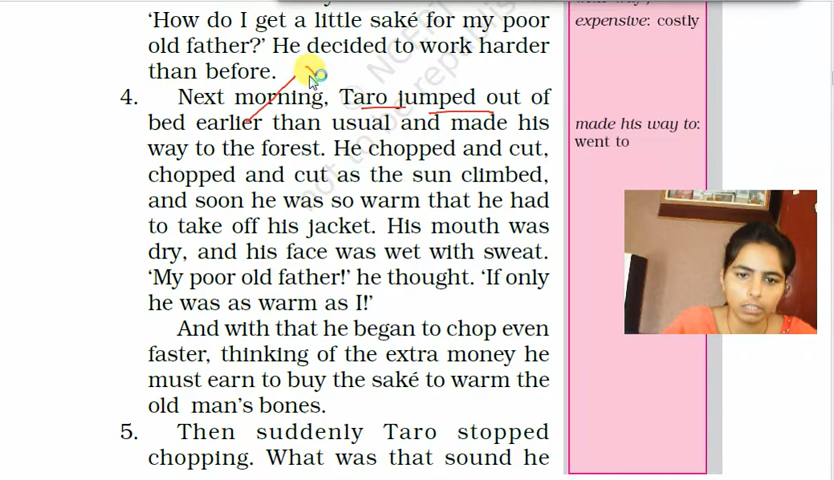 'How do I get a little saké for my poor
old father?' He decided to work harder
than before.
4. Next morning, Taro jumped out of
bed earlier than usual and made his
way to the forest. He chopped and cut,
chopped and cut as the sun climbed,
and soon he was so warm that he had
to take off his jacket. His mouth was
dry, and his face was wet with sweat.
'My poor old father!' he thought. 'If only
he was as warm as I!'
And with that he began to chop even
faster, thinking of the extra money he
must earn to buy the saké to warm the
old man's bones.
5. Then suddenly Taro stopped
chopping. What was that sound he
expensive: costly
made his way to:
went to
© NCERT
not to be republis